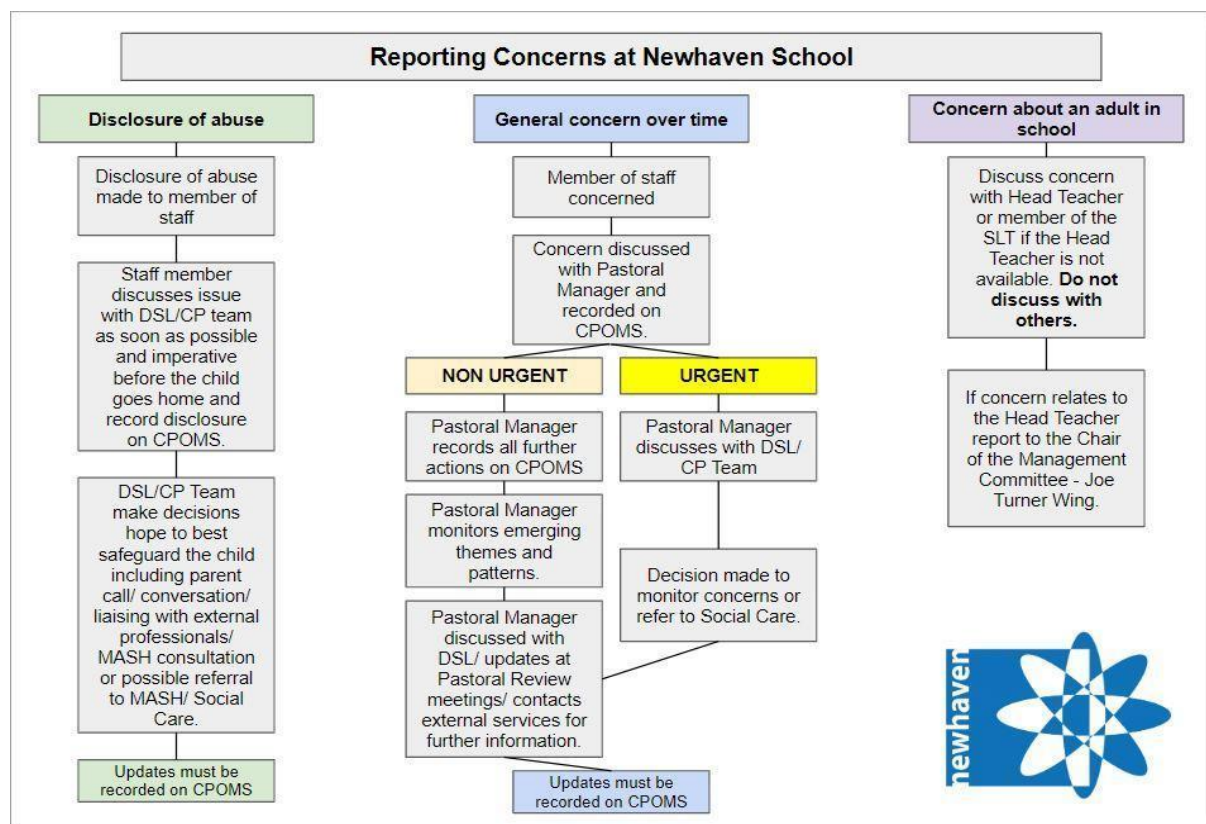 Reporting Concerns at Newhaven School
Disclosure of abuse
Disclosure of abuse
made to member of
staff
Staff member
discusses issue
with DSL/CP team
as soon as possible
and imperative
before the child
goes home and
record disclosure
on CPOMS.
DSL/CP Team
make decisions
hope to best
safeguard the child
including parent
call/ conversation/
liaising with external
professionals/
MASH consultation
or possible referral
to MASH/ Social
Care.
Updates must be
recorded on CPOMS
General concern over time
Member of staff
concerned
Concern discussed
with Pastoral
Manager and
recorded on
CPOMS.
NON URGENT
Pastoral Manager
records all further
actions on CPOMS
Pastoral Manager
monitors emerging
themes and
patterns.
Pastoral Manager
discussed with
DSL/ updates at
Pastoral Review
meetings/ contacts
external services for
further information.
URGENT
Pastoral Manager
discusses with DSL/
CP Team
Decision made to
monitor concerns or
refer to Social Care.
Updates must be
recorded on CPOMS
Concern about an adult in
school
Discuss concern
with Head Teacher
or member of the
SLT if the Head
Teacher is not
available. Do not
discuss with
others.
If concern relates to
the Head Teacher
report to the Chair
of the Management
Committee - Joe
Turner Wing.
newhaven